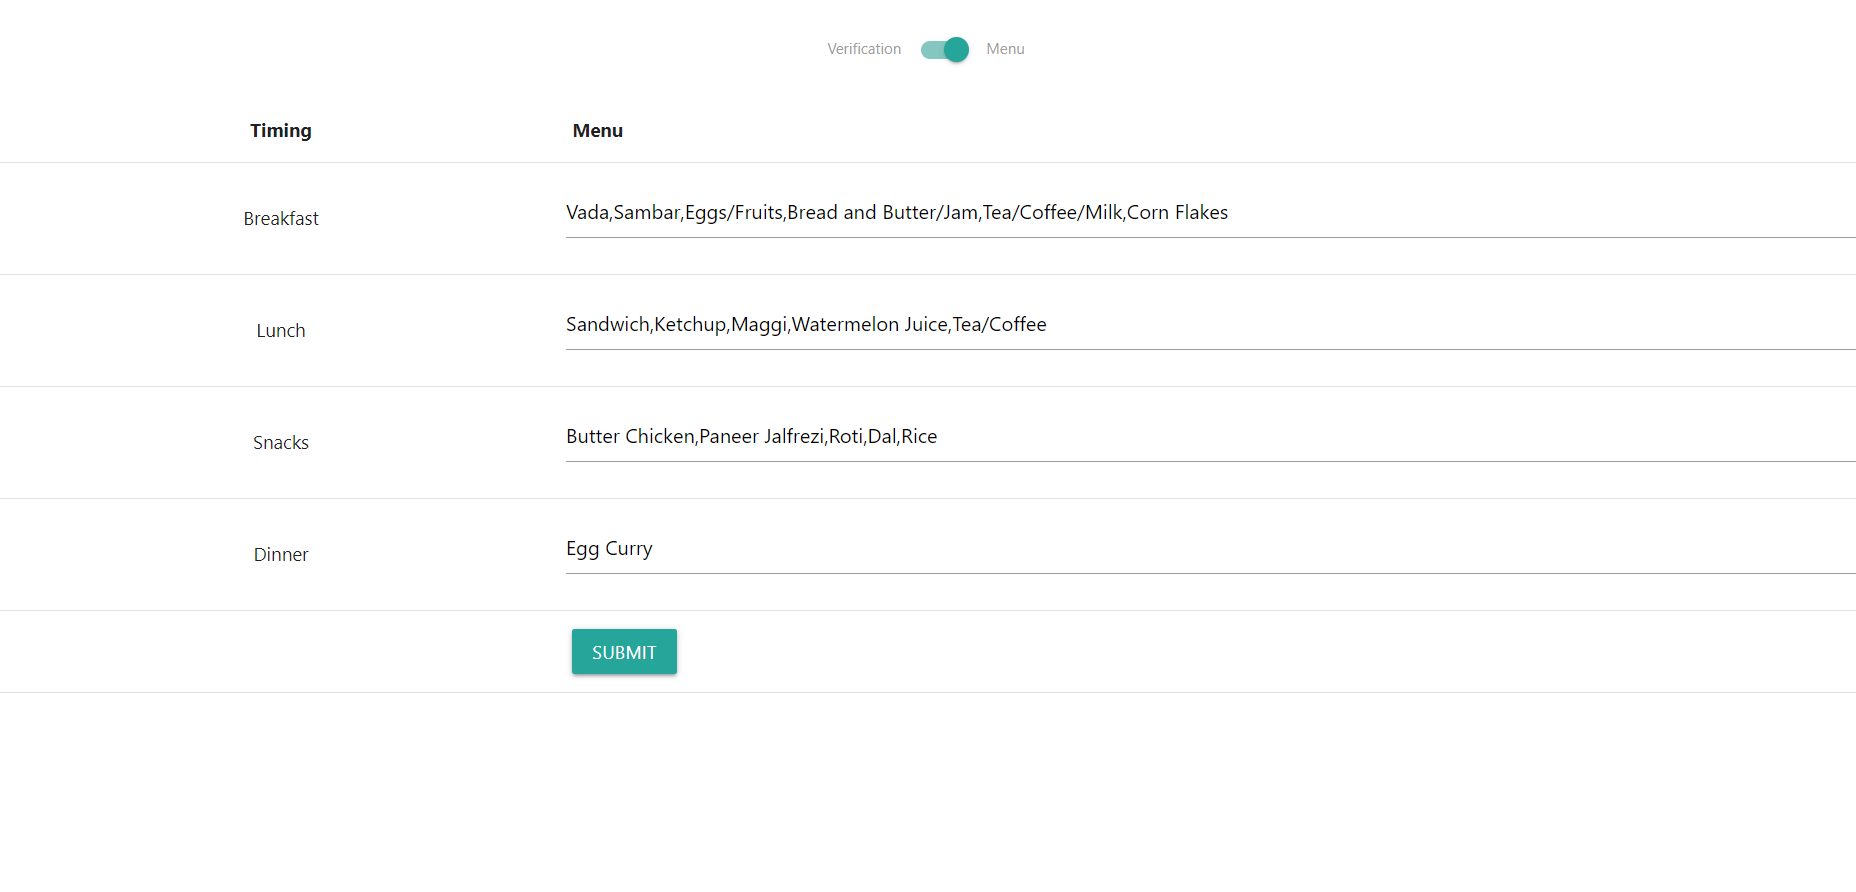 Verification Menu
Timing Menu
Breakfast Vada,Sambar,Eggs/Fruits,Bread and Butter/Jam,Tea/Coffee/Milk,Corn Flakes
Lunch Sandwich,Ketchup,Maggi,Watermelon Juice,Tea/Coffee
Snacks Butter Chicken,Paneer Jalfrezi,Roti,Dal,Rice
Dinner Egg Curry
SUBMIT